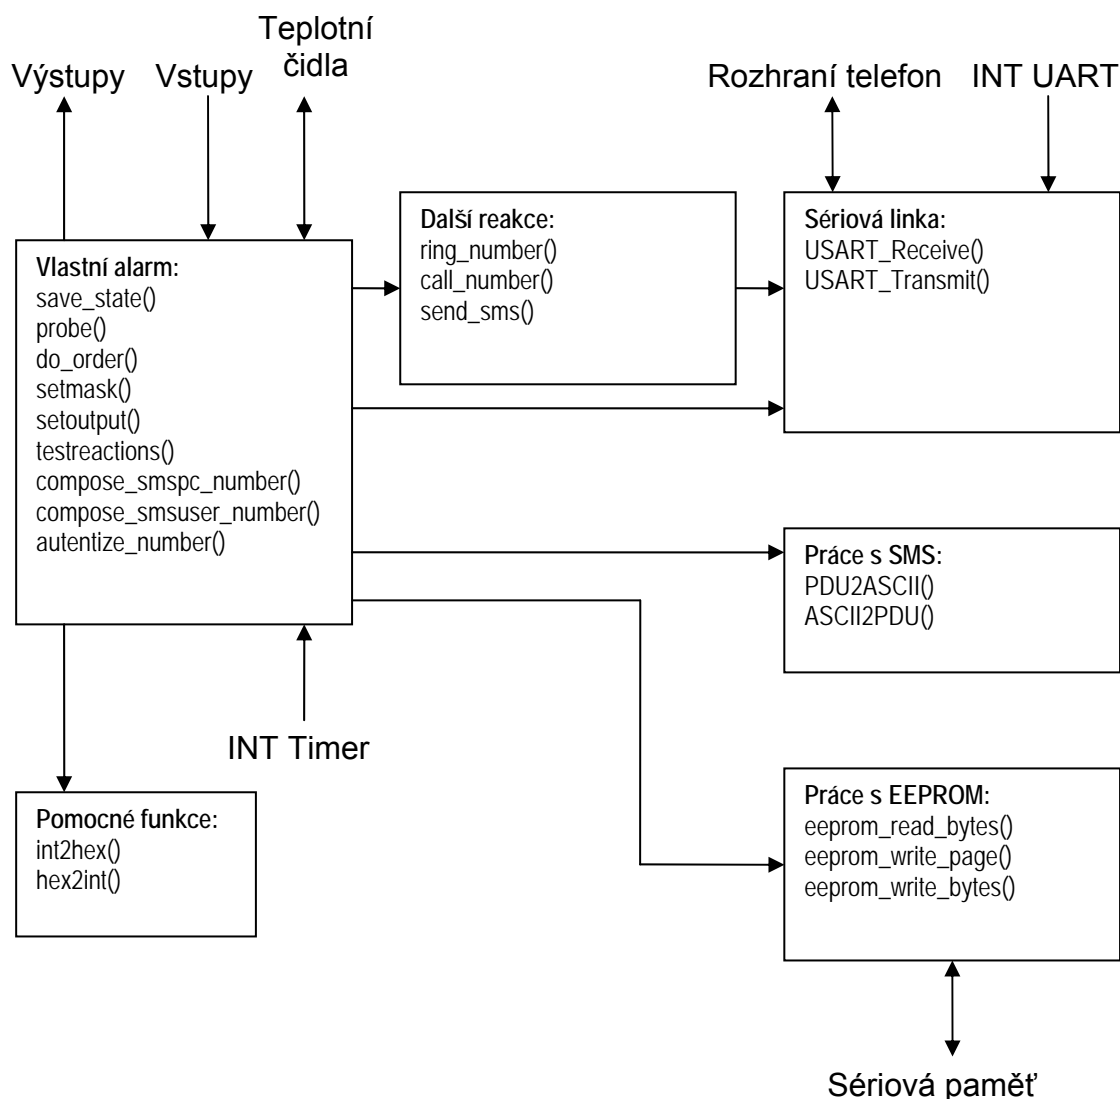 Teplotní
čidla
Výstupy
Vstupy
Rozhraní telefon
INT UART
Vlastní alarm:
save_state()
probe()
do_order()
setmask()
setoutput()
testreactions()
compose_smspc_number()
compose_smsuser_number()
autentize_number()
Další reakce:
ring_number()
call_number()
send_sms()
Sériová linka:
USART_Receive()
USART_Transmit()
Práce s SMS:
PDU2ASCII()
ASCII2PDU()
INT Timer
Pomocné funkce:
int2hex()
hex2int()
Práce s EEPROM:
eeprom_read_bytes()
eeprom_write_page()
eeprom_write_bytes()
Sériová paměť